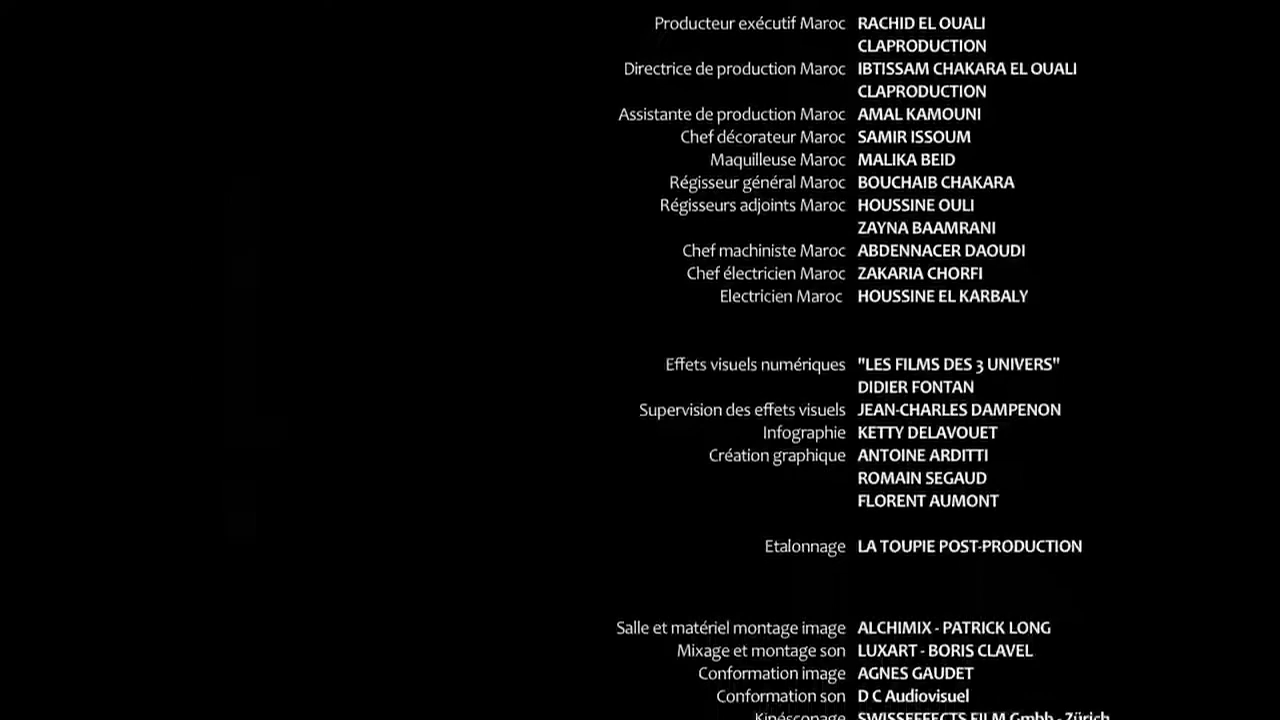 Producteur exécutif Maroc RACHID EL OUALI
CLAPRODUCTION
Directrice de production Maroc IBTISSAM CHAKARA EL OUALI
CLAPRODUCTION
Assistante de production Maroc AMAL KAMOUNI
Chef décorateur Maroc SAMIR ISSOUM
Maquilleuse Maroc MALIKA BEID
Régisseur général Maroc BOUCHAIB CHAKARA
Régisseurs adjoints Maroc HOUSSINE OULI
ZAYNA BAAMRANI
Chef machiniste Maroc ABDENNACER DAOUDI
Chef électricien Maroc ZAKARIA CHORFI
Electricien Maroc HOUSSINE EL KARBALY
Effets visuels numériques "LES FILMS DES 3 UNIVERS"
DIDIER FONTAN
Supervision des effets visuels JEAN-CHARLES DAMPENON
Infographie KETTY DELAVOUET
Création graphique ANTOINE ARDITTI
ROMAIN SEGAUD
FLORENT AUMONT
Etalonnage LA TOUPIE POST-PRODUCTION
Salle et matériel montage image ALCHIMIX - PATRICK LONG
Mixage et montage son LUXART - BORIS CLAVEL
Conformation image AGNES GAUDET
Conformation son D C Audiovisuel
Kinéscopage SWISSEFFECTS FILM Gmbh - Zürich